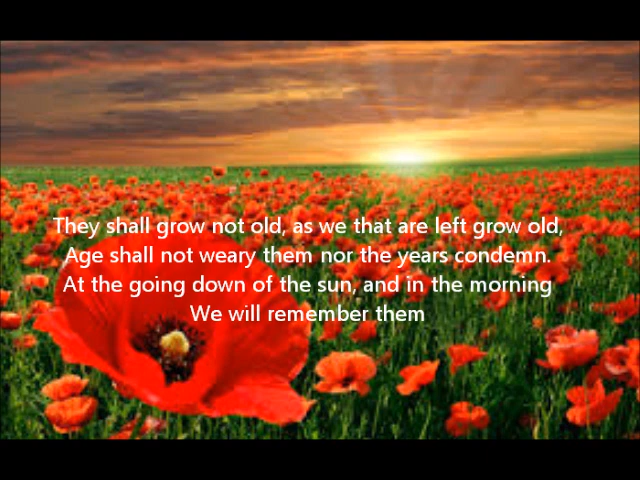 They shall grow not old, as we that are left grow old,
Age shall not weary them nor the years condemn.
At the going down of the sun, and in the morning
We will remember them